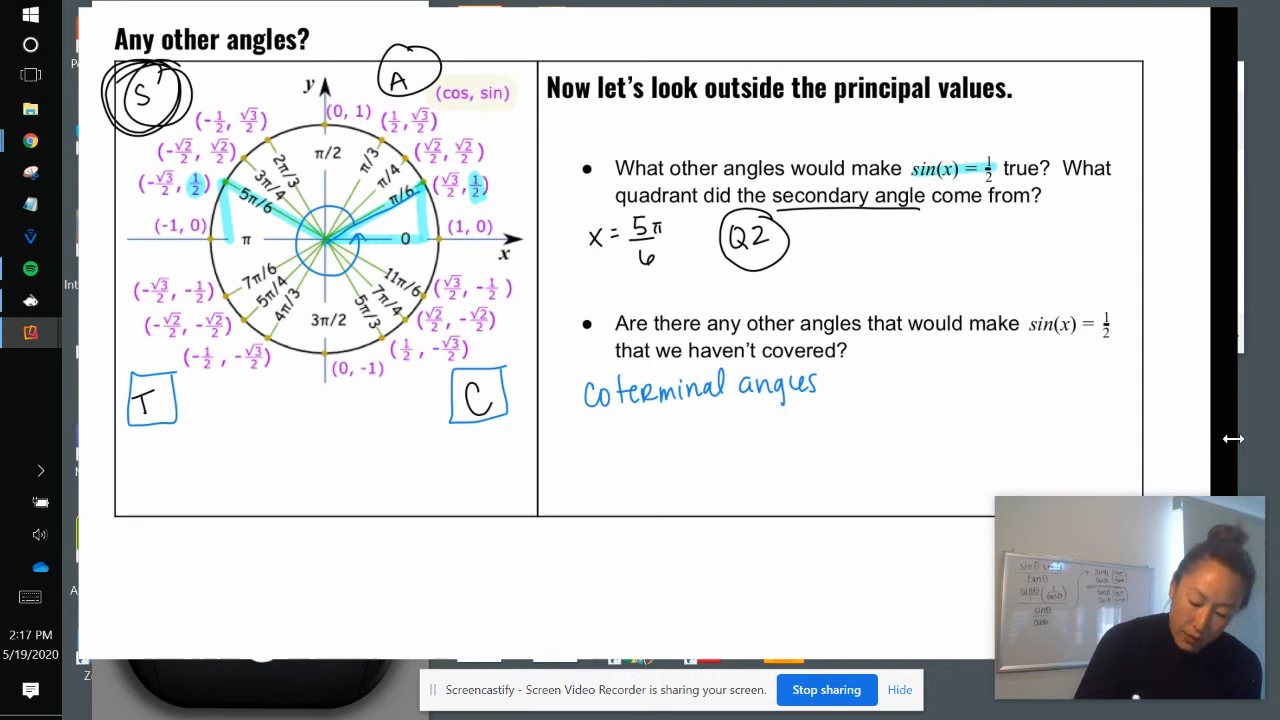 Any other angles?
S
A
y
(cos, sin)
(0, 1)
(-1/2, √3/2)
(1/2, √3/2)
(-√2/2, √2/2)
(√2/2, √2/2)
(-√3/2, 1/2)
(√3/2, 1/2)
π/2
2π/3
π/3
3π/4
π/4
5π/6
π/6
(-1, 0)
(1, 0)
π
0
x
7π/6
11π/6
5π/4
7π/4
4π/3
5π/3
3π/2
(-√3/2, -1/2)
(√3/2, -1/2)
(-√2/2, -√2/2)
(√2/2, -√2/2)
(-1/2, -√3/2)
(1/2, -√3/2)
(0, -1)
T
C
Now let's look outside the principal values.
● What other angles would make sin(x) = 1/2 true? What
quadrant did the secondary angle come from?
x = 5π/6
Q2
● Are there any other angles that would make sin(x) = 1/2
that we haven't covered?
coterminal angles
2:17 PM
5/19/2020
Screencastify - Screen Video Recorder is sharing your screen.
Stop sharing
Hide